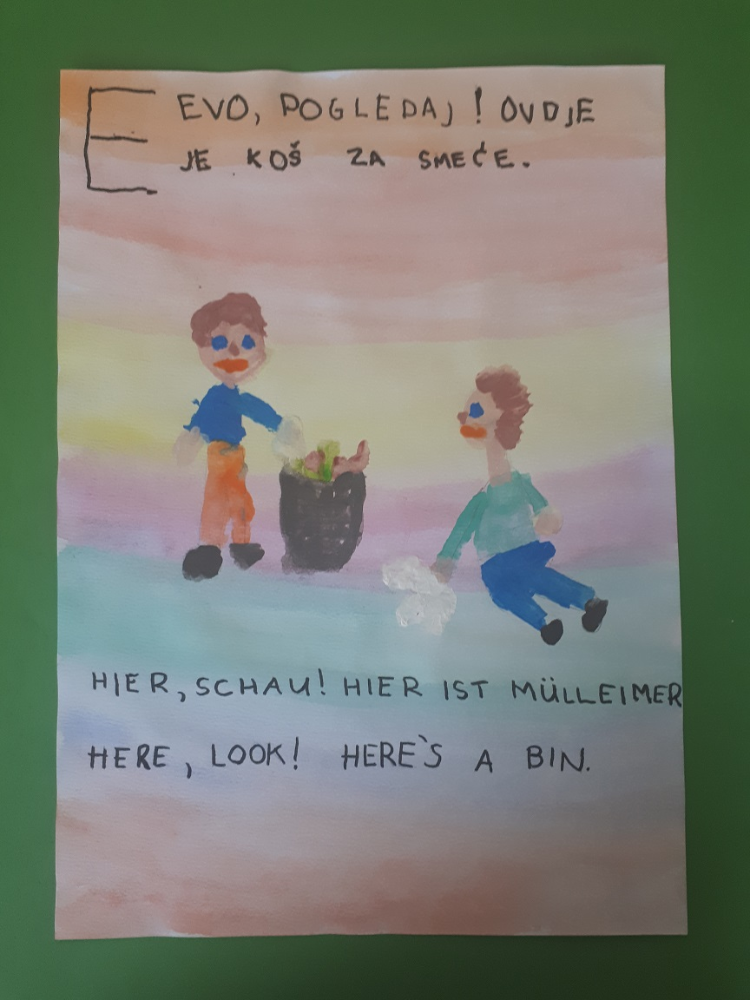 E
EVO, POGLEDAJ! OVDJE
JE KOŠ ZA SMEĆE.
HIER, SCHAU! HIER IST MÜLLEIMER
HERE, LOOK! HERE`S A BIN.